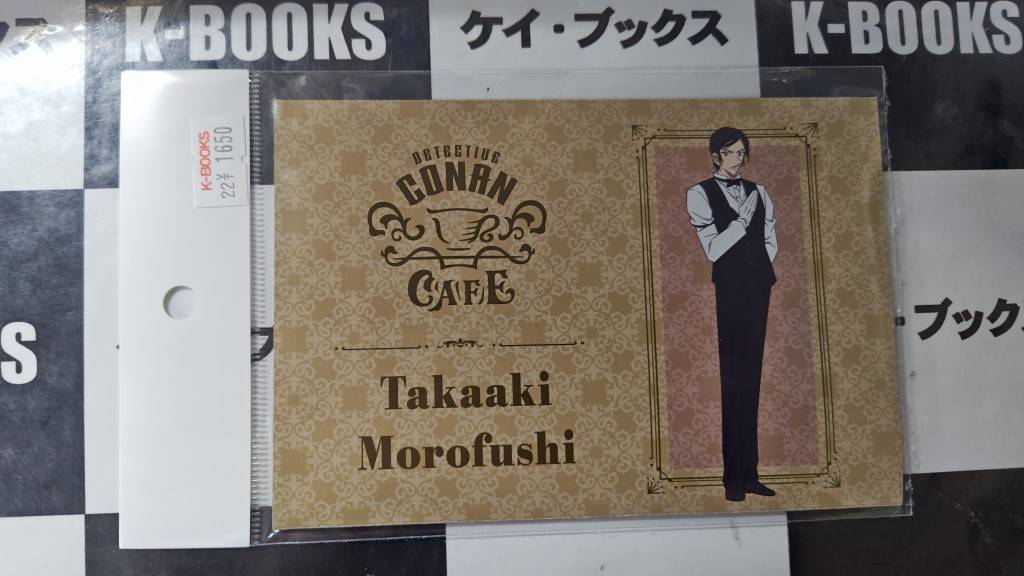 K-BOOKS
ケイ・ブックス
K-BOOKS
K-BOOKS
22¥ 1650
DETECTIVE
CONAN
CAFE
Takaaki
Morofushi
S
・ブックス